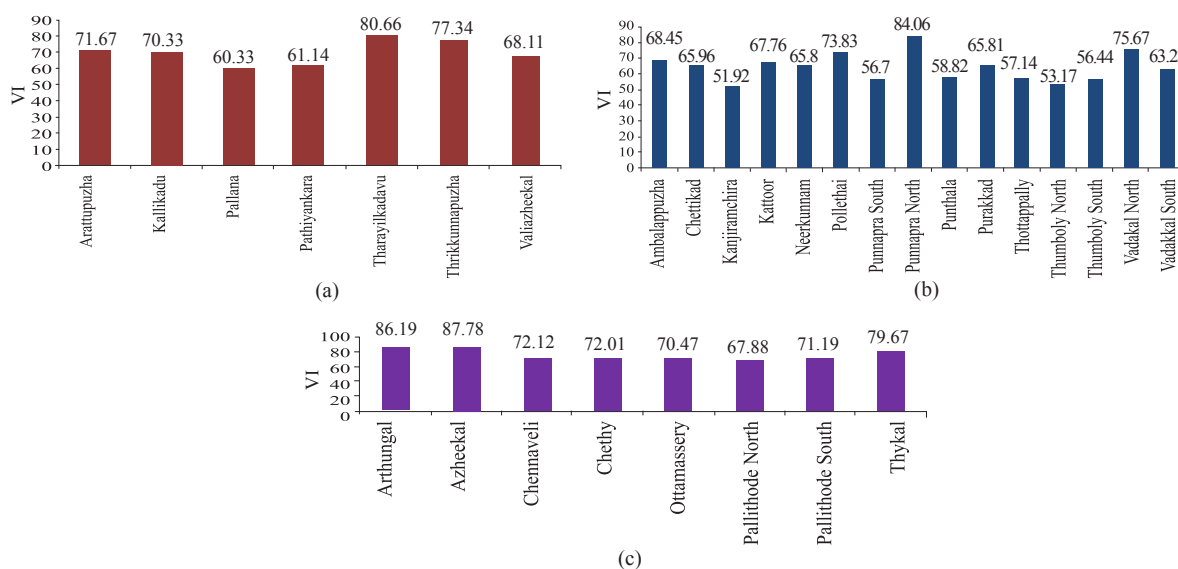 90
80
70
60
50
40
30
20
10
0
VI
71.67
70.33
60.33
61.14
80.66
77.34
68.11
Arattupuzha
Kallikadu
Pallana
Pathiyankara
Tharayilkadavu
Thrikkunnapuzha
Valiazheekal
(a)
90
80
70
60
50
40
30
20
10
0
VI
68.45
65.96
51.92
67.76
65.8
73.83
56.7
84.06
58.82
65.81
57.14
53.17
56.44
75.67
63.2
Ambalappuzha
Chettikad
Kanjiramchira
Kattoor
Neerkunnam
Pollethai
Punnapra South
Punnapra North
Punthala
Purakkad
Thottappally
Thumboly North
Thumboly South
Vadakal North
Vadakkal South
(b)
100
80
60
40
20
0
VI
86.19
87.78
72.12
72.01
70.47
67.88
71.19
79.67
Arthungal
Azheekal
Chennaveli
Chethy
Ottamassery
Pallithode North
Pallithode South
Thykal
(c)